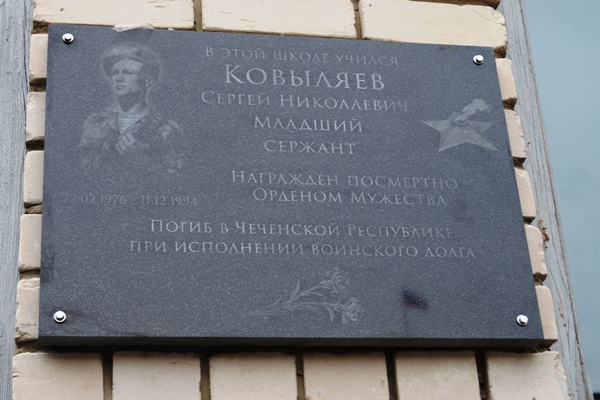 В ЭТОЙ ШКОЛЕ УЧИЛСЯ
КОВЫЛЯЕВ
СЕРГЕЙ НИКОЛАЕВИЧ
МЛАДШИЙ
СЕРЖАНТ
НАГРАЖДЕН ПОСМЕРТНО
ОРДЕНОМ МУЖЕСТВА
22.02.1976 - 11.12.1994
ПОГИБ В ЧЕЧЕНСКОЙ РЕСПУБЛИКЕ
ПРИ ИСПОЛНЕНИИ ВОИНСКОГО ДОЛГА